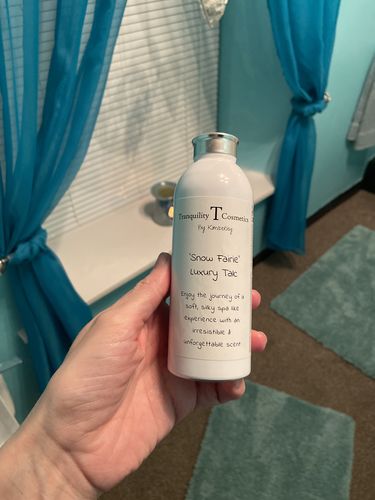 Tranquility T Cosmetics
By Kimberly
"Snow Fairie"
Luxury Talc
Enjoy the journey of a
soft, silky spa like
experience with an
irresistible &
unforgettable scent